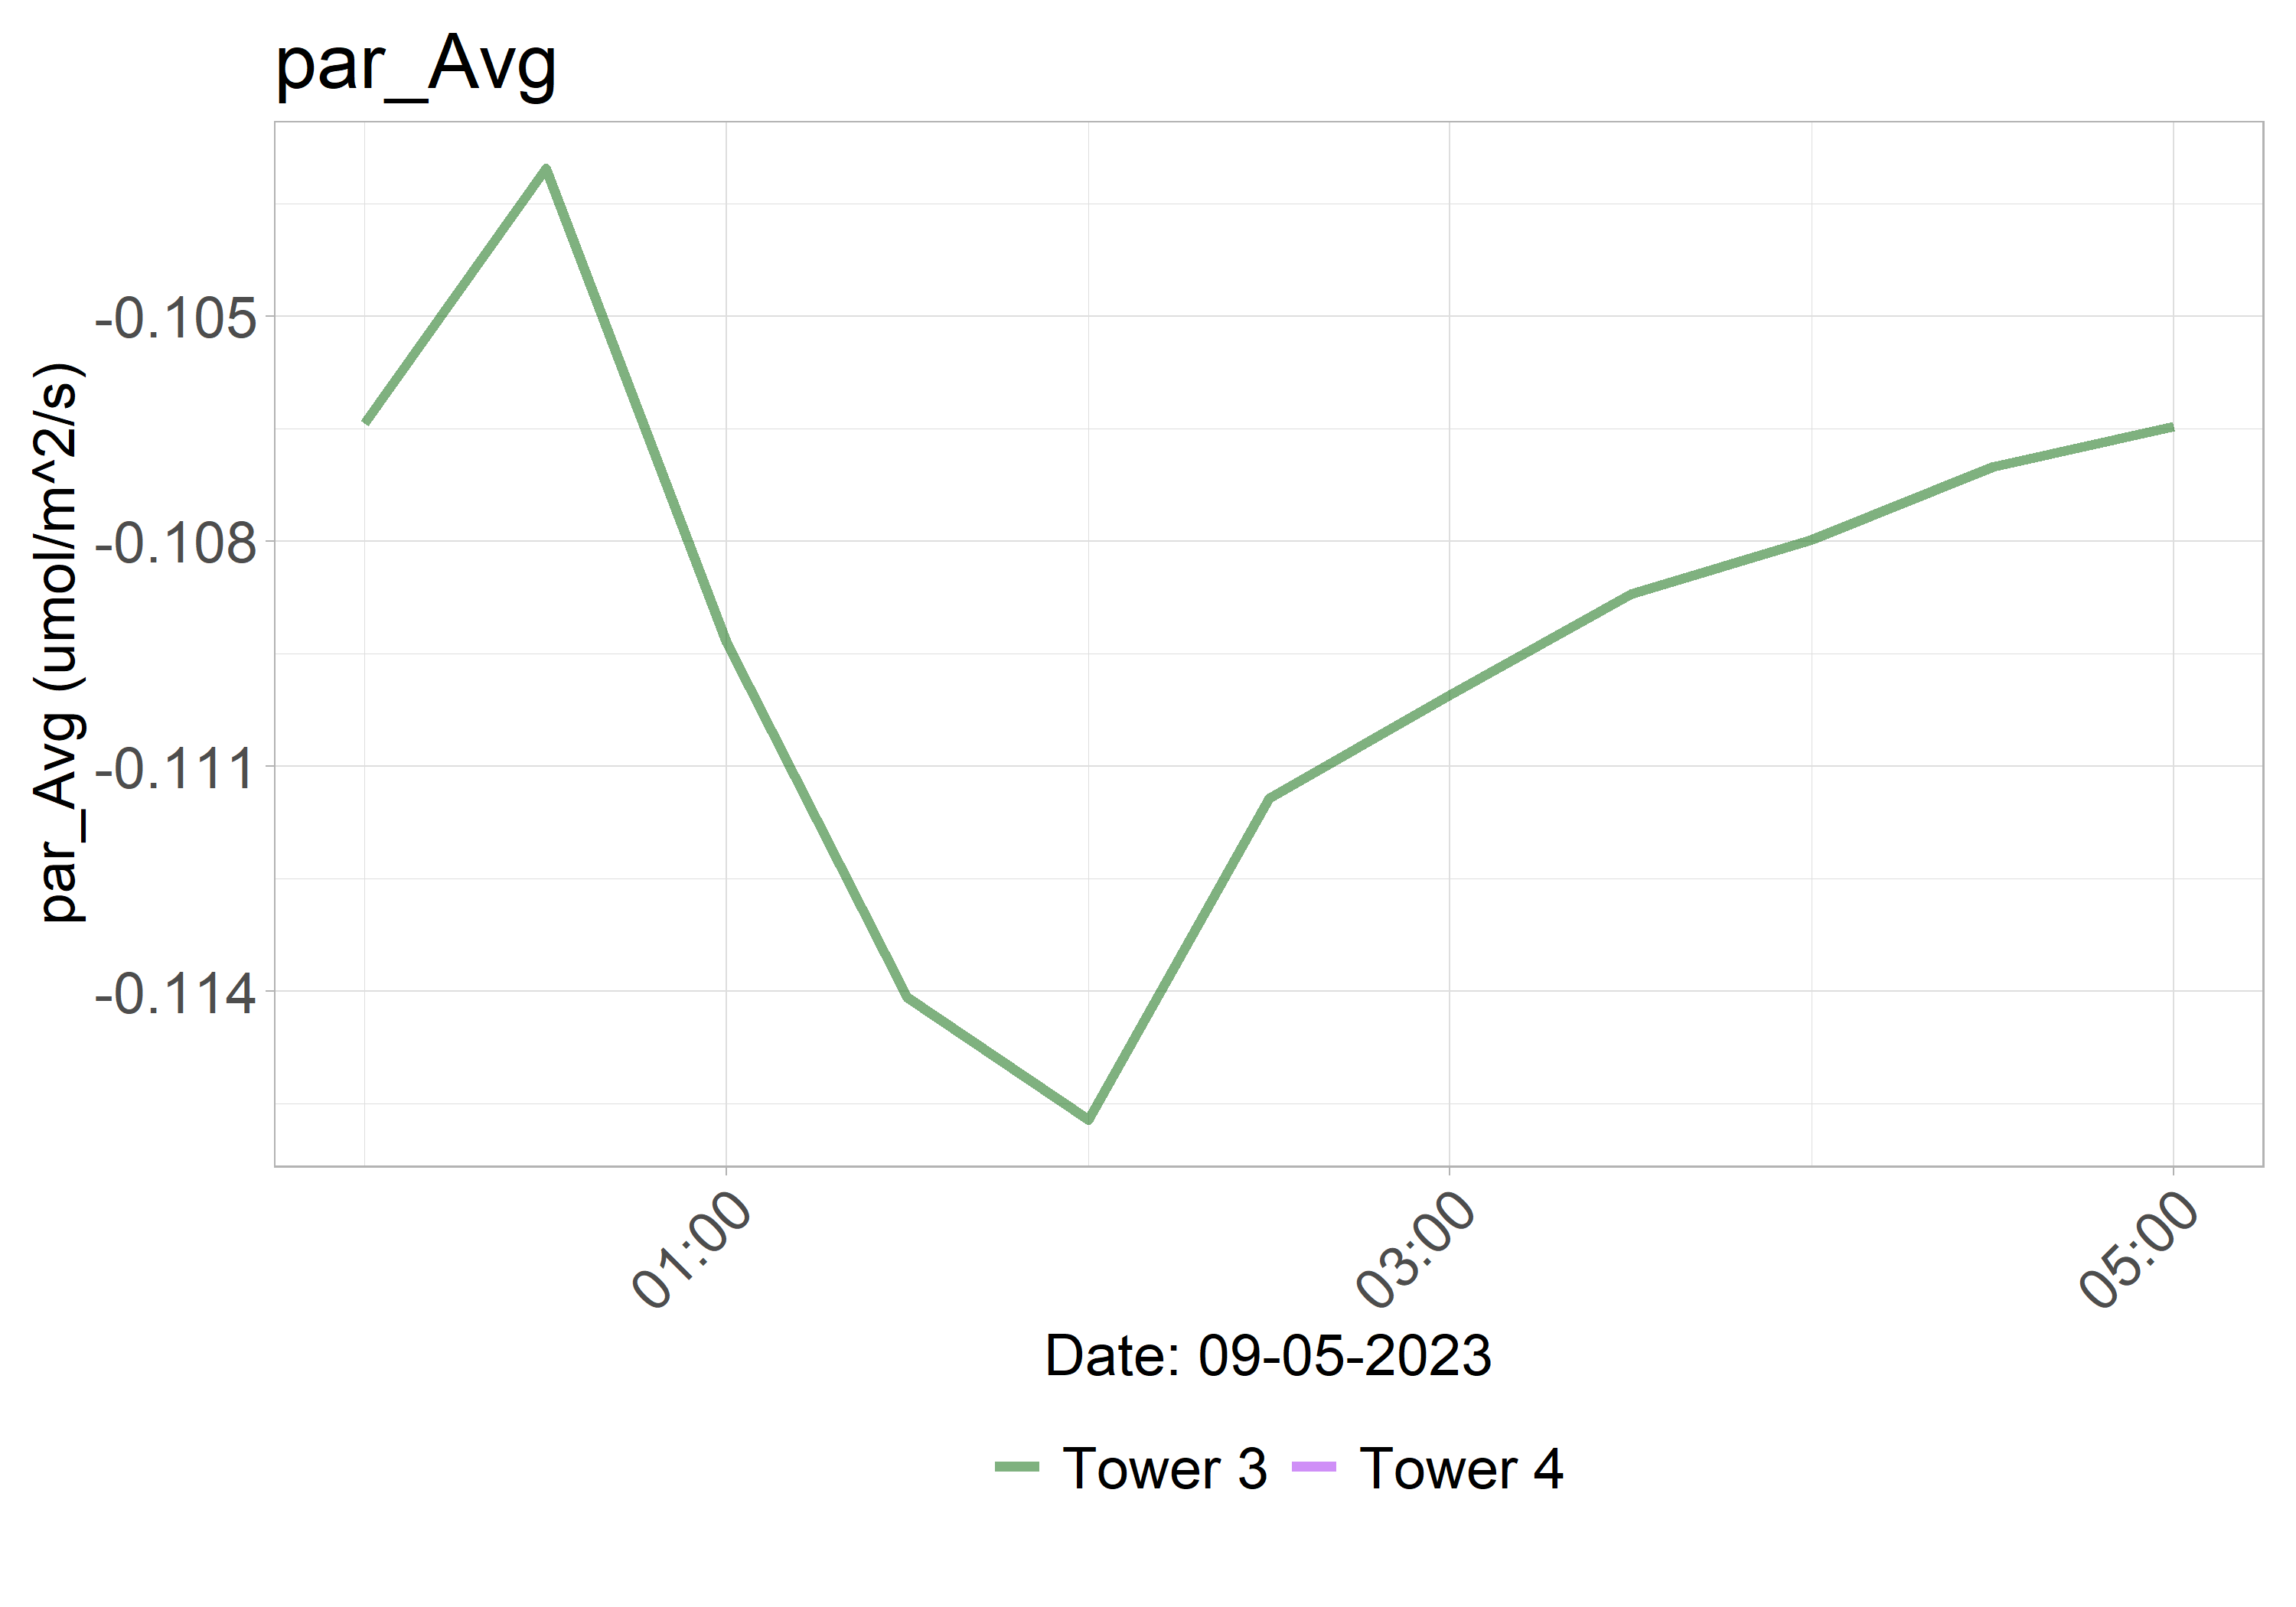 par_Avg
par_Avg (umol/m^2/s)
-0.105
-0.108
-0.111
-0.114
01:00
03:00
05:00
Date: 09-05-2023
Tower 3
Tower 4